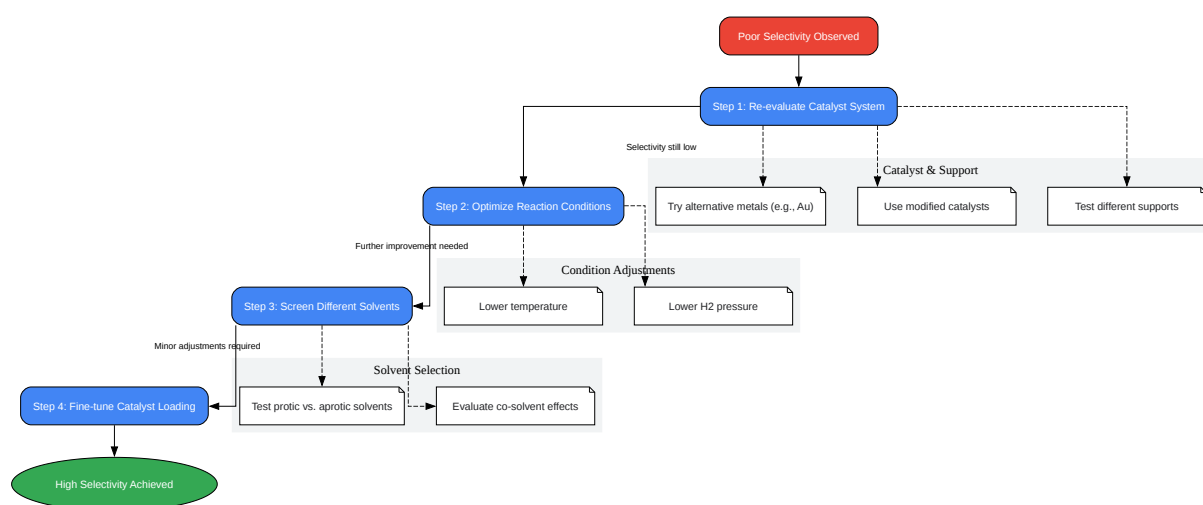 Poor Selectivity Observed
Step 1: Re-evaluate Catalyst System
Selectivity still low
Catalyst & Support
Try alternative metals (e.g., Au)
Use modified catalysts
Test different supports
Step 2: Optimize Reaction Conditions
Further improvement needed
Condition Adjustments
Lower temperature
Lower H2 pressure
Step 3: Screen Different Solvents
Minor adjustments required
Solvent Selection
Test protic vs. aprotic solvents
Evaluate co-solvent effects
Step 4: Fine-tune Catalyst Loading
High Selectivity Achieved